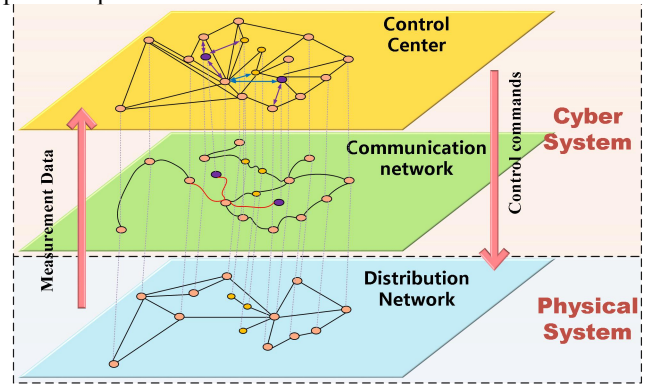 Control
Center
Cyber
System
Communication
network
Control commands
Measurement Data
Distribution
Network
Physical
System